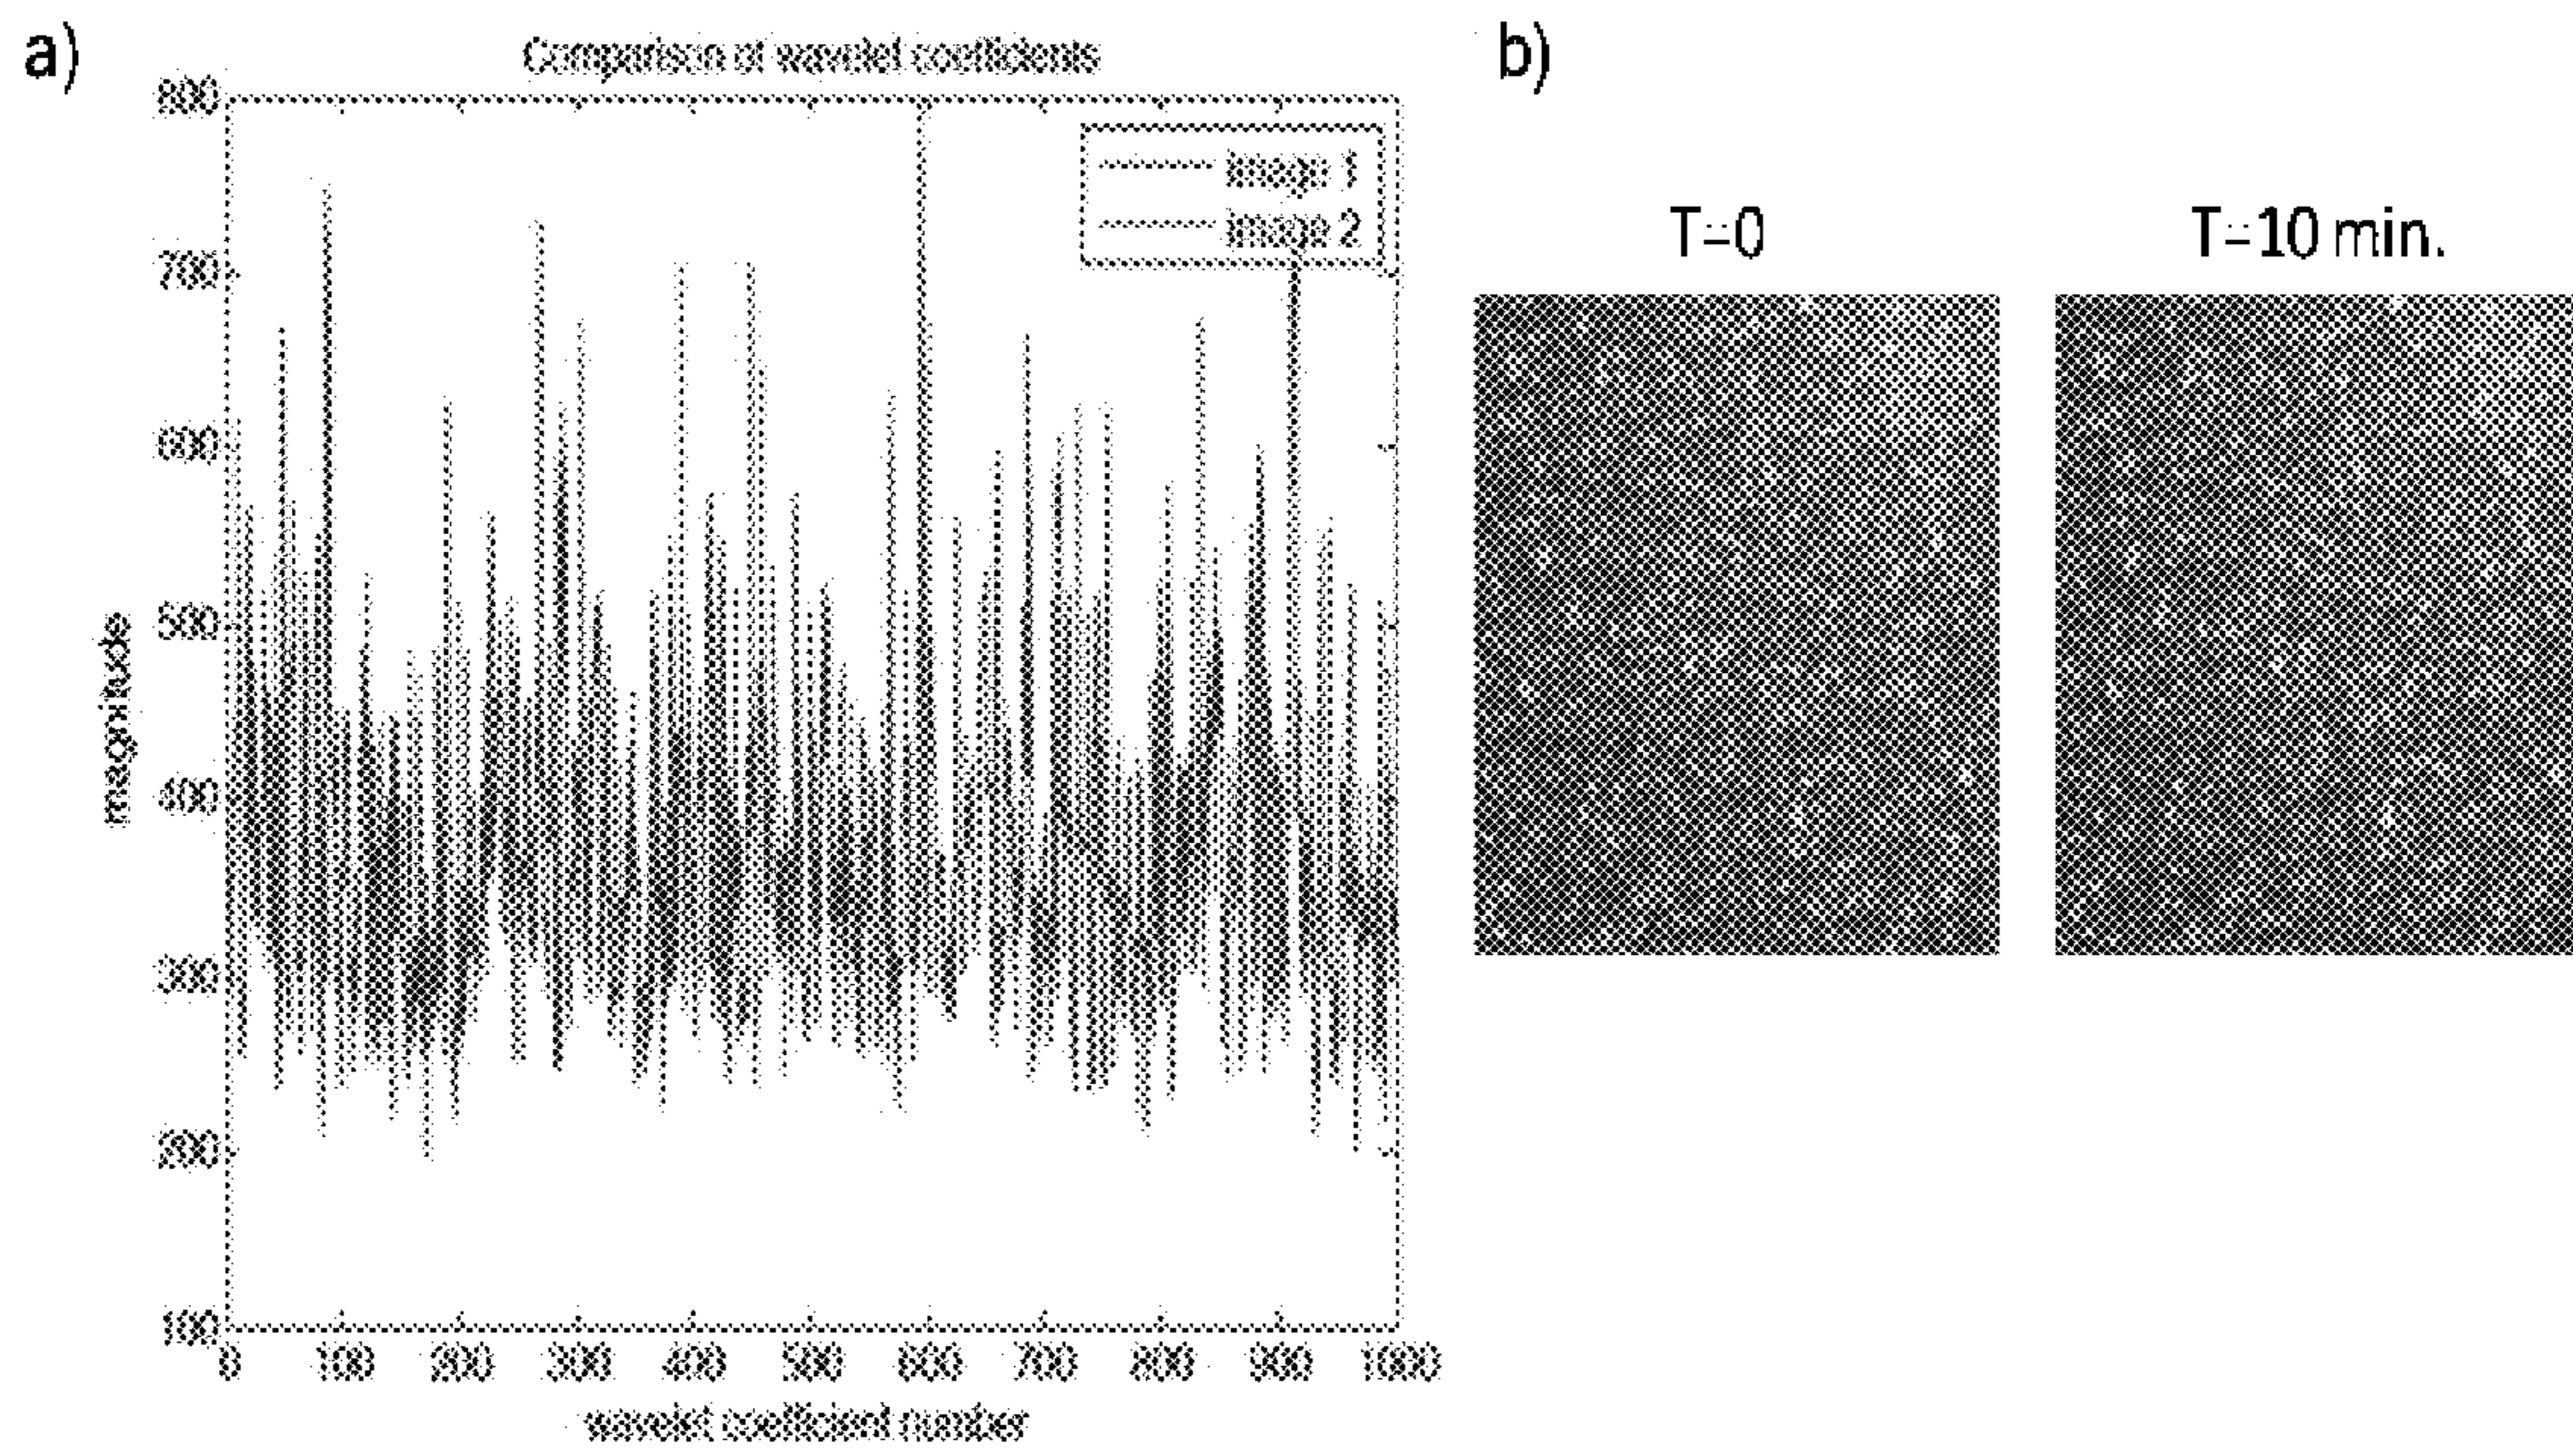 a)
Comparison of wavelet coefficients
800
700
600
500
400
300
200
100
magnitude
0 100 200 300 400 500 600 700 800 900 1000
wavelet coefficient number
image 1
image 2
b)
T=0
T=10 min.